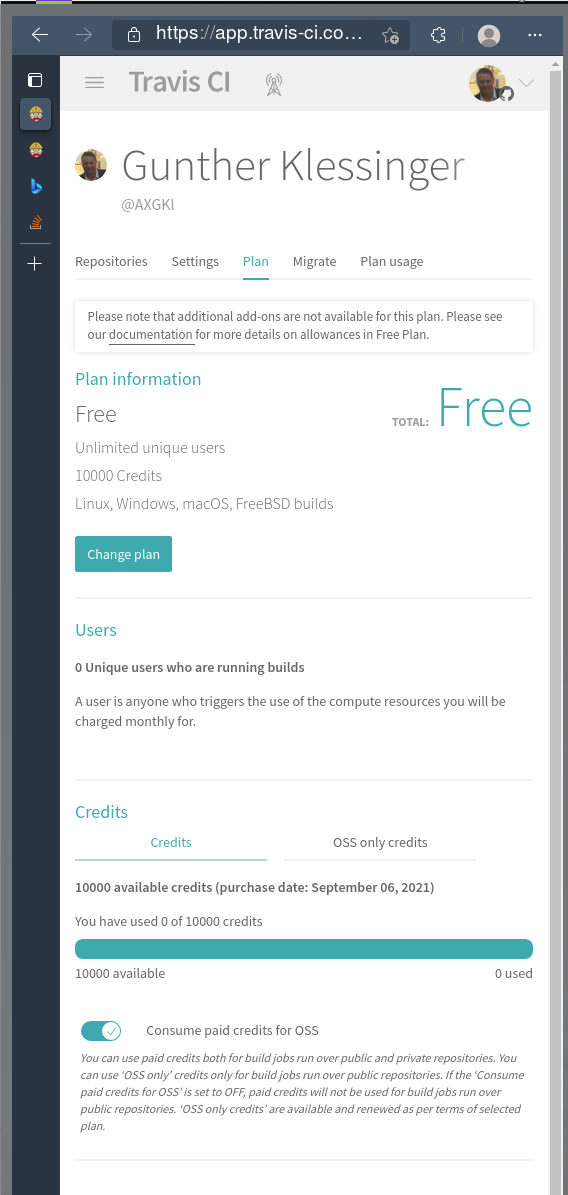 https://app.travis-ci.co...
Travis CI
Gunther Klessinger
@AXGKl
Repositories Settings Plan Migrate Plan usage
Please note that additional add-ons are not available for this plan. Please see
our documentation for more details on allowances in Free Plan.
Plan information
Free
TOTAL: Free
Unlimited unique users
10000 Credits
Linux, Windows, macOS, FreeBSD builds
Change plan
Users
0 Unique users who are running builds
A user is anyone who triggers the use of the compute resources you will be
charged monthly for.
Credits
Credits OSS only credits
10000 available credits (purchase date: September 06, 2021)
You have used 0 of 10000 credits
10000 available 0 used
Consume paid credits for OSS
You can use paid credits both for build jobs run over public and private repositories. You
can use ‘OSS only’ credits only for build jobs run over public repositories. If the ‘Consume
paid credits for OSS’ is set to OFF, paid credits will not be used for build jobs run over
public repositories. ‘OSS only credits’ are available and renewed as per terms of selected
plan.